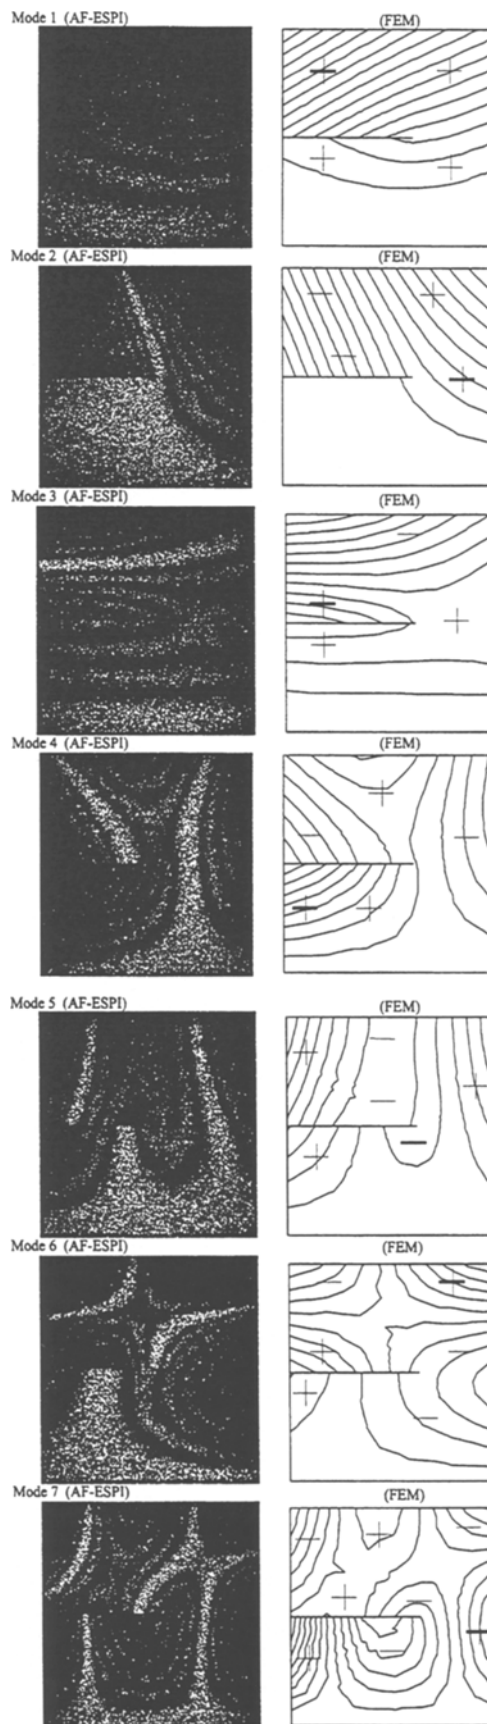 Mode 1 (AF-ESPI) (FEM)
Mode 2 (AF-ESPI) (FEM)
Mode 3 (AF-ESPI) (FEM)
Mode 4 (AF-ESPI) (FEM)
Mode 5 (AF-ESPI) (FEM)
Mode 6 (AF-ESPI) (FEM)
Mode 7 (AF-ESPI) (FEM)